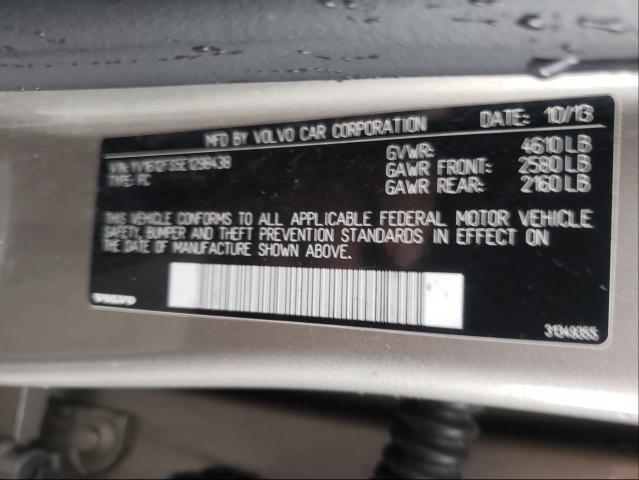 MFD BY VOLVO CAR CORPORATION DATE: 10/13
VIN:
TYPE: PC
GVWR: 4610 LB
GAWR FRONT: 2580 LB
GAWR REAR: 2160 LB
THIS VEHICLE CONFORMS TO ALL APPLICABLE FEDERAL MOTOR VEHICLE
SAFETY, BUMPER AND THEFT PREVENTION STANDARDS IN EFFECT ON
THE DATE OF MANUFACTURE SHOWN ABOVE.
VOLVO
31349355